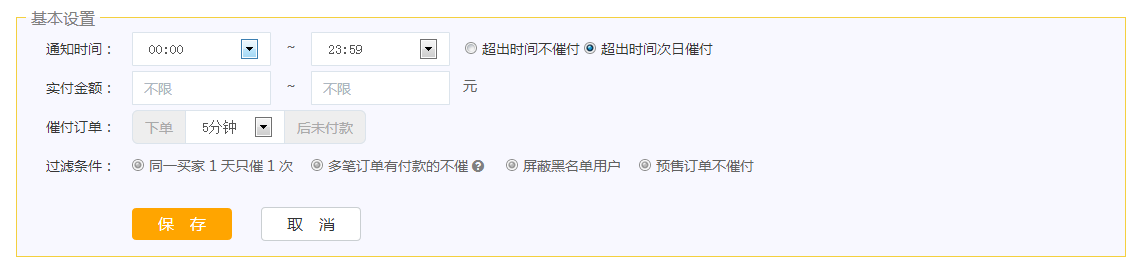 基本设置
通知时间： 00:00 ~ 23:59 超出时间不催付 超出时间次日催付
实付金额： 不限 ~ 不限 元
催付订单： 下单 5分钟 后未付款
过滤条件： 同一买家 1 天只催 1 次 多笔订单有付款的不催 ? 屏蔽黑名单用户 预售订单不催付
保 存 取 消